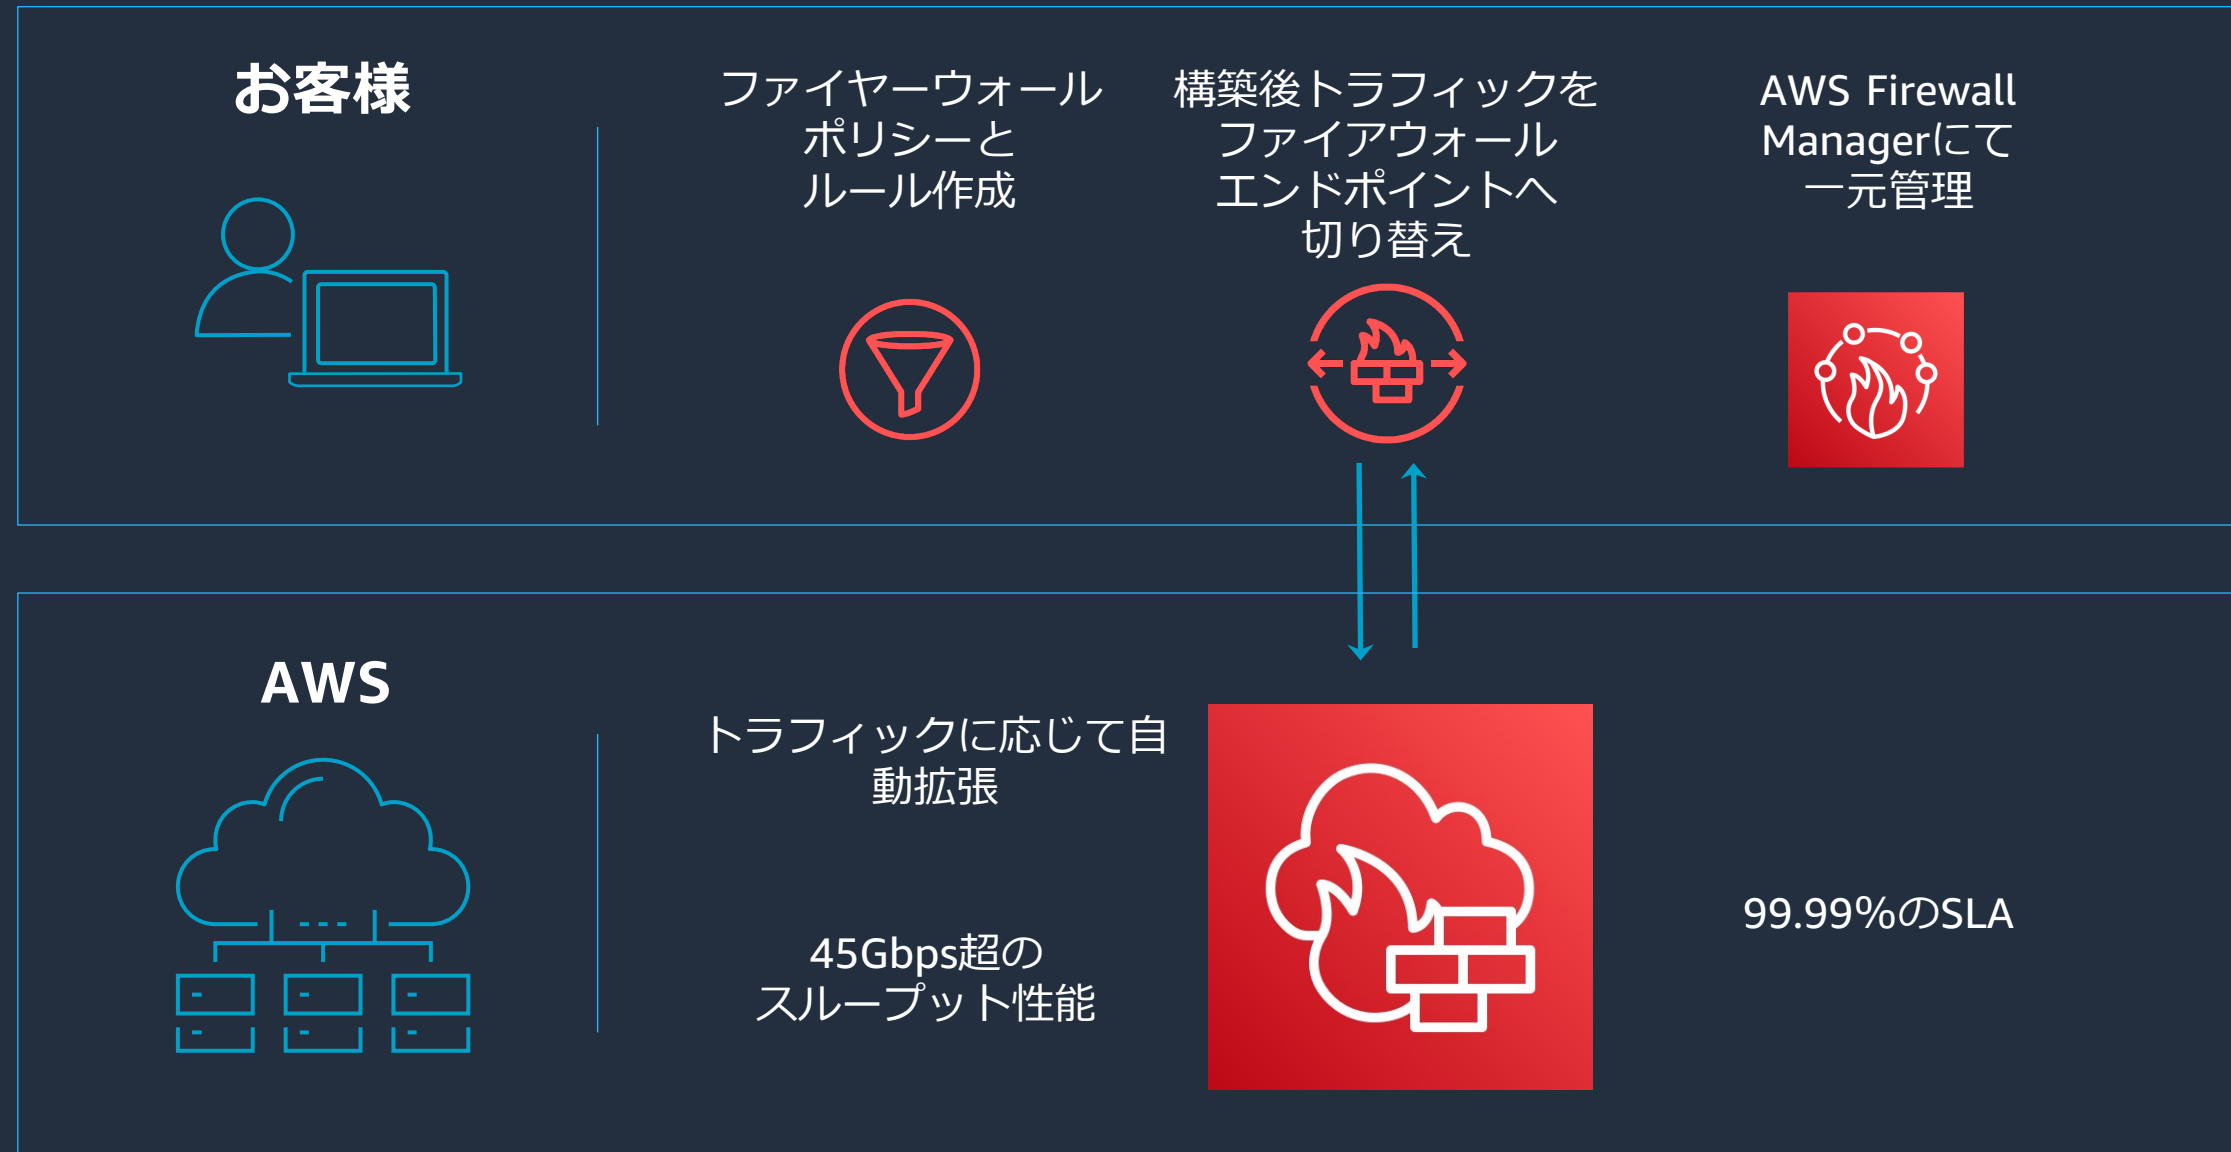 お客様
ファイヤーウォール
ポリシーと
ルール作成
構築後トラフィックを
ファイアウォール
エンドポイントへ
切り替え
AWS Firewall
Managerにて
一元管理
AWS
トラフィックに応じて自
動拡張
45Gbps超の
スループット性能
99.99%のSLA